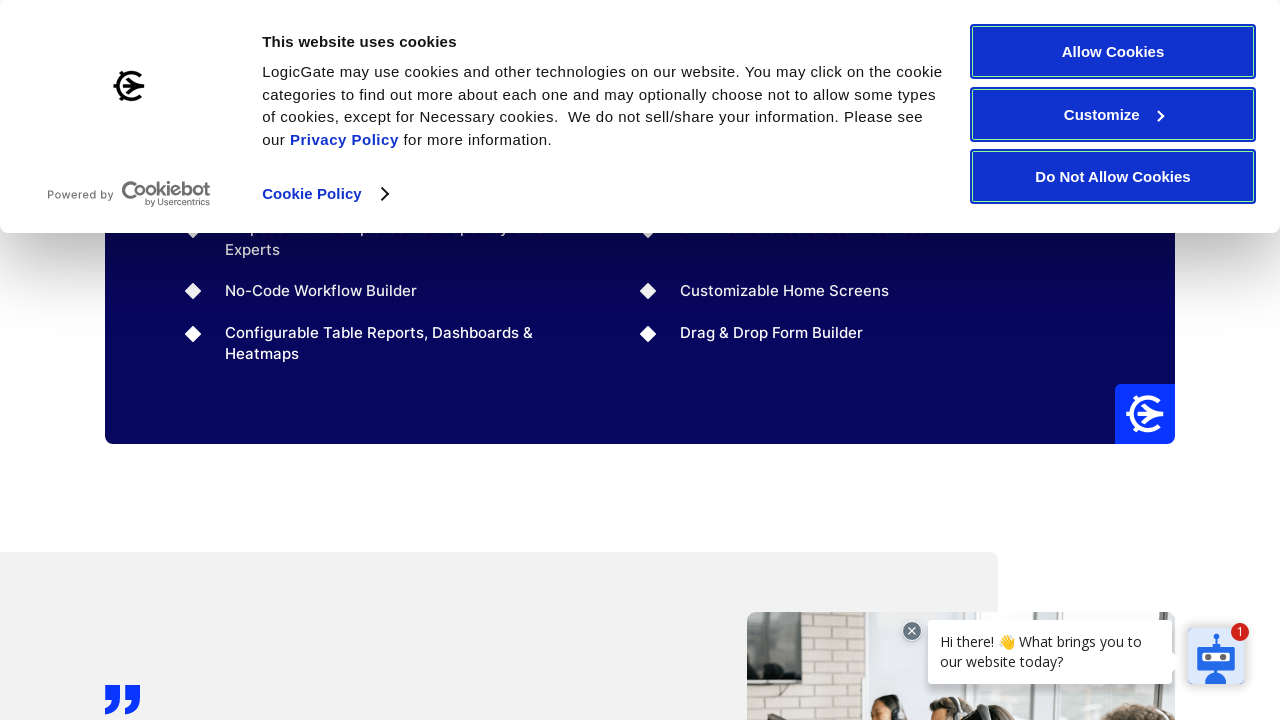 This website uses cookies
LogicGate may use cookies and other technologies on our website. You may click on the cookie
categories to find out more about each one and may optionally choose not to allow some types
of cookies, except for Necessary cookies.  We do not sell/share your information. Please see
our Privacy Policy for more information.
Cookie Policy
Powered by Cookiebot
by Usercentrics
Allow Cookies
Customize
Do Not Allow Cookies
Experts
No-Code Workflow Builder
Customizable Home Screens
Configurable Table Reports, Dashboards &
Heatmaps
Drag & Drop Form Builder
Hi there! 👋 What brings you to
our website today?
1